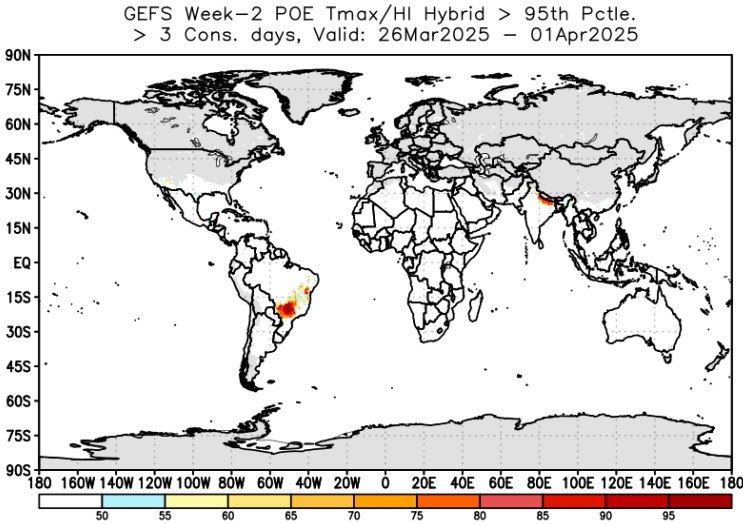 GEFS Week-2 POE Tmax/HI Hybrid > 95th Pctle.
> 3 Cons. days, Valid: 26Mar2025 - 01Apr2025
90N
75N
60N
45N
30N
15N
EQ
15S
30S
45S
60S
75S
90S
180 160W 140W 120W 100W 80W 60W 40W 20W 0 20E 40E 60E 80E 100E 120E 140E 160E 180
50 55 60 65 70 75 80 85 90 95